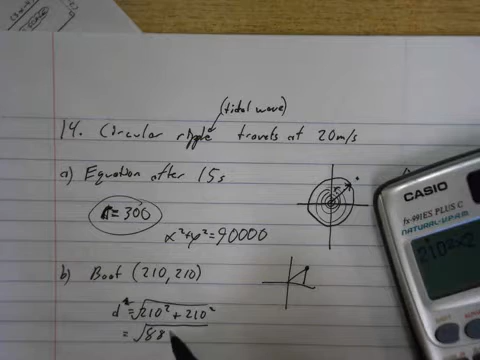 (tidal wave)
14. Circular ripple travels at 20m/s
a) Equation after 15s
r = 300
x²+y²=90000
b) Boat (210, 210)
d = √210² + 210²
= √88
CASIO
fx-991ES PLUS C
NATURAL-V.P.A.M.
210²×2